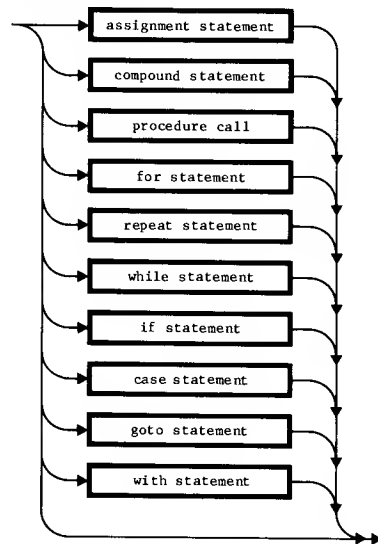 assignment statement
compound statement
procedure call
for statement
repeat statement
while statement
if statement
case statement
goto statement
with statement